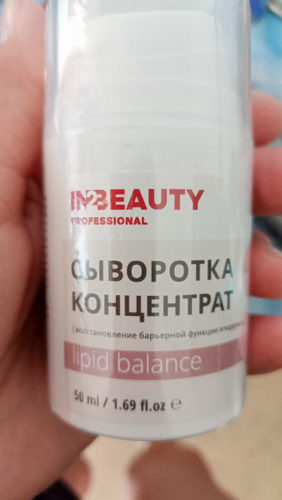 IN2BEAUTY
PROFESSIONAL
СЫВОРОТКА
КОНЦЕНТРАТ
восстановление барьерной функции
lipid balance
50 ml / 1.69 fl.oz ℮